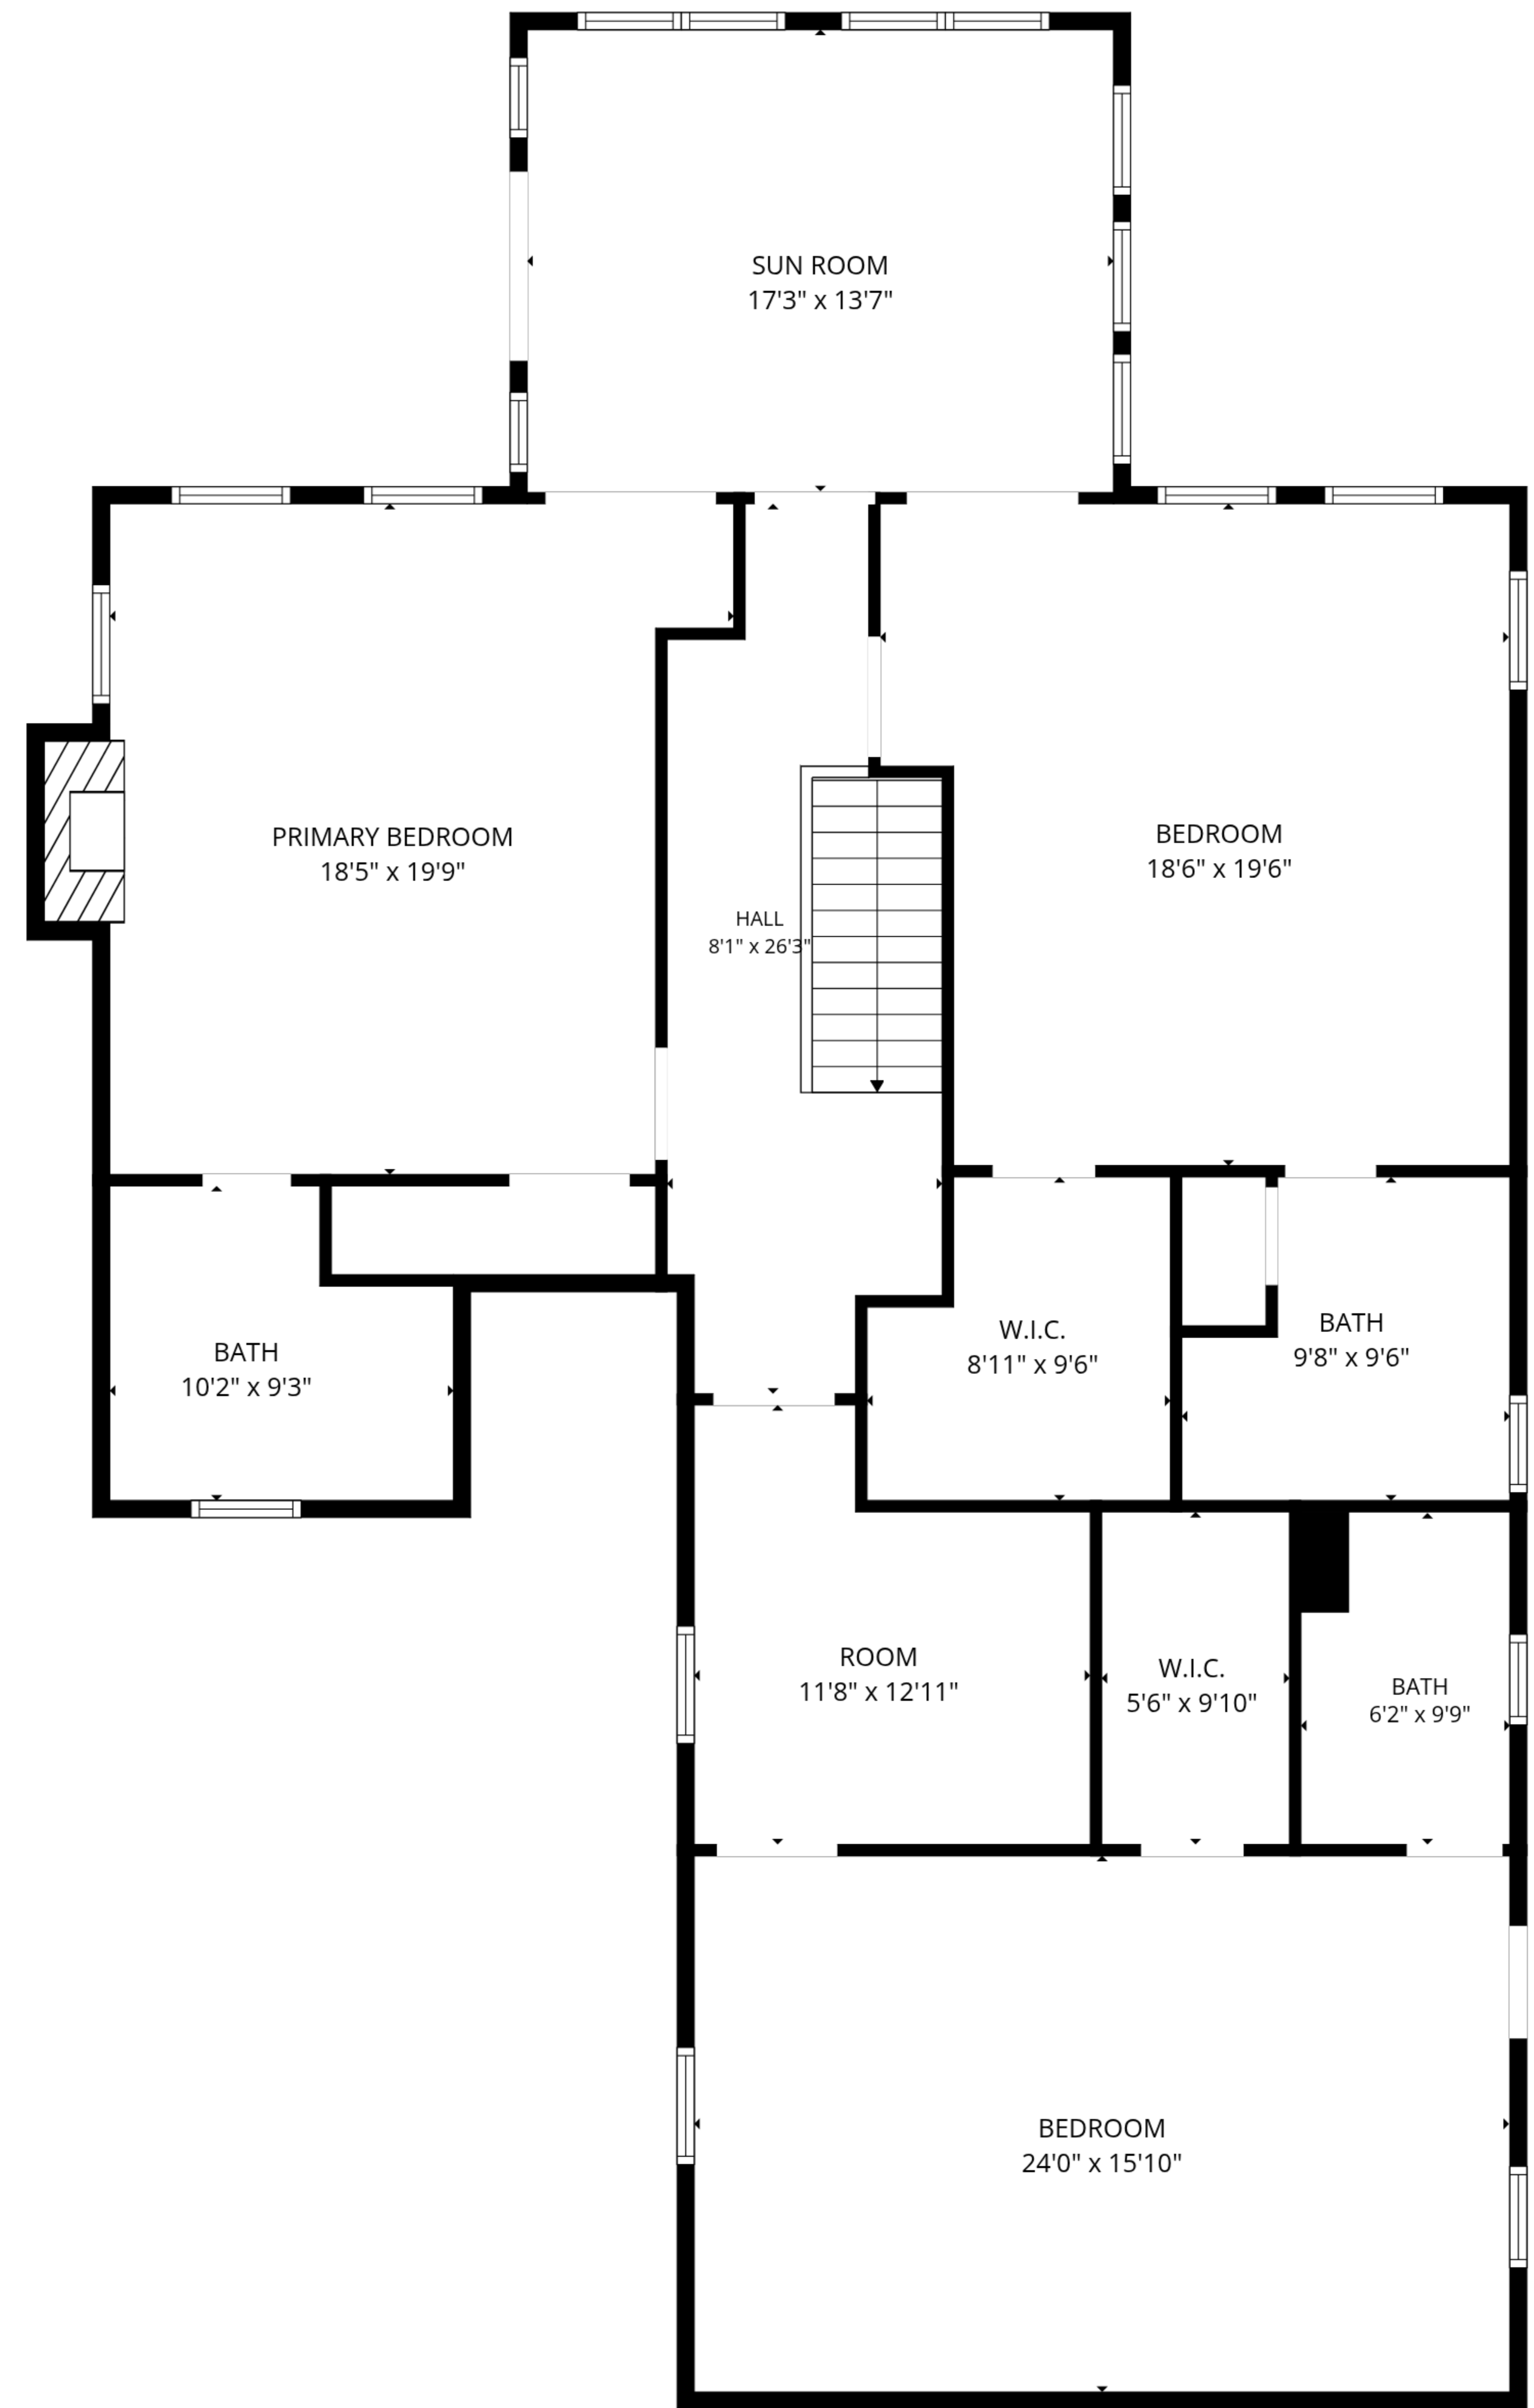 SUN ROOM
17'3" x 13'7"
PRIMARY BEDROOM
18'5" x 19'9"
BEDROOM
18'6" x 19'6"
HALL
8'1" x 26'3"
BATH
10'2" x 9'3"
W.I.C.
8'11" x 9'6"
BATH
9'8" x 9'6"
ROOM
11'8" x 12'11"
W.I.C.
5'6" x 9'10"
BATH
6'2" x 9'9"
BEDROOM
24'0" x 15'10"